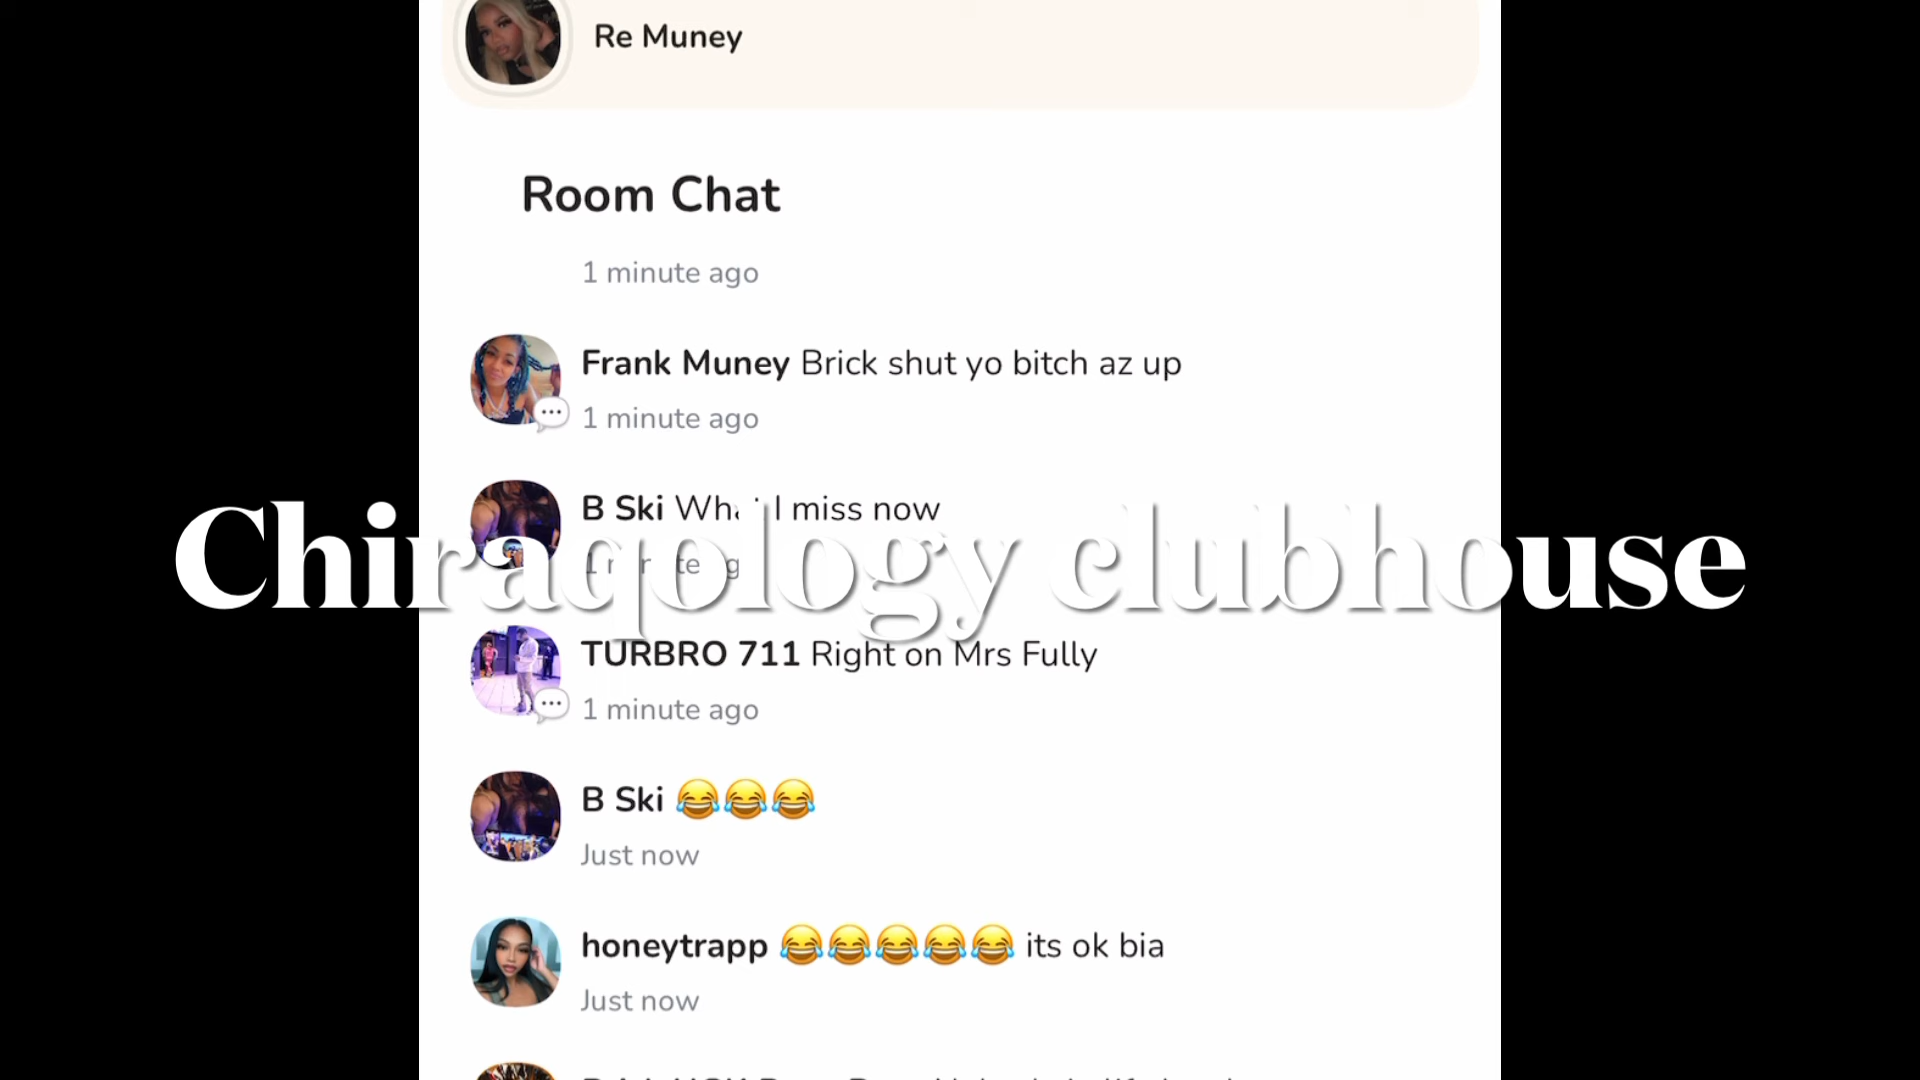 Re Muney
Room Chat
1 minute ago
Frank Muney Brick shut yo bitch az up
1 minute ago
B Ski What I miss now
Chiraqology clubhouse
TURBRO 711 Right on Mrs Fully
1 minute ago
B Ski 😂😂😂
Just now
honeytrapp 😂😂😂😂😂 its ok bia
Just now